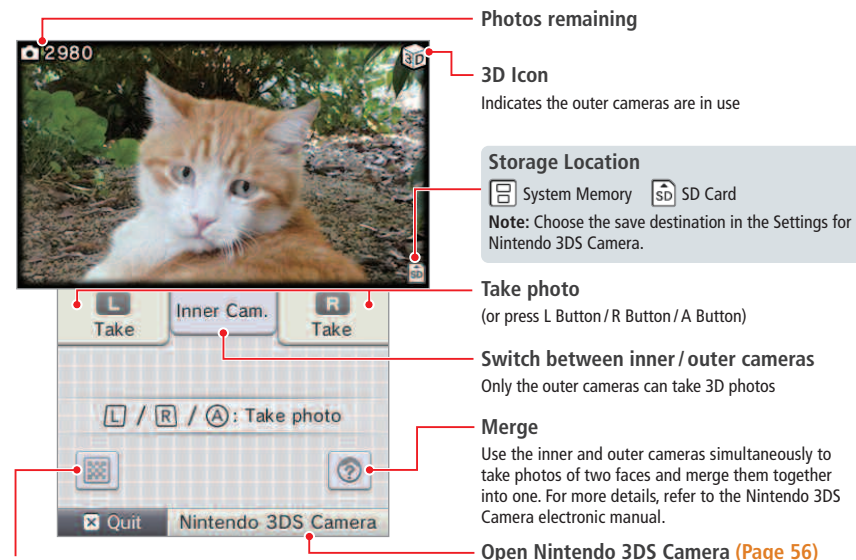 Photos remaining
2980
3D
3D Icon
Indicates the outer cameras are in use
Storage Location
System Memory SD SD Card
Note: Choose the save destination in the Settings for
Nintendo 3DS Camera.
SD
L
Take
Inner Cam.
R
Take
Take photo
(or press L Button / R Button / A Button)
Switch between inner / outer cameras
Only the outer cameras can take 3D photos
L / R / A: Take photo
Merge
Use the inner and outer cameras simultaneously to
take photos of two faces and merge them together
into one. For more details, refer to the Nintendo 3DS
Camera electronic manual.
?
X Quit
Nintendo 3DS Camera
Open Nintendo 3DS Camera (Page 56)